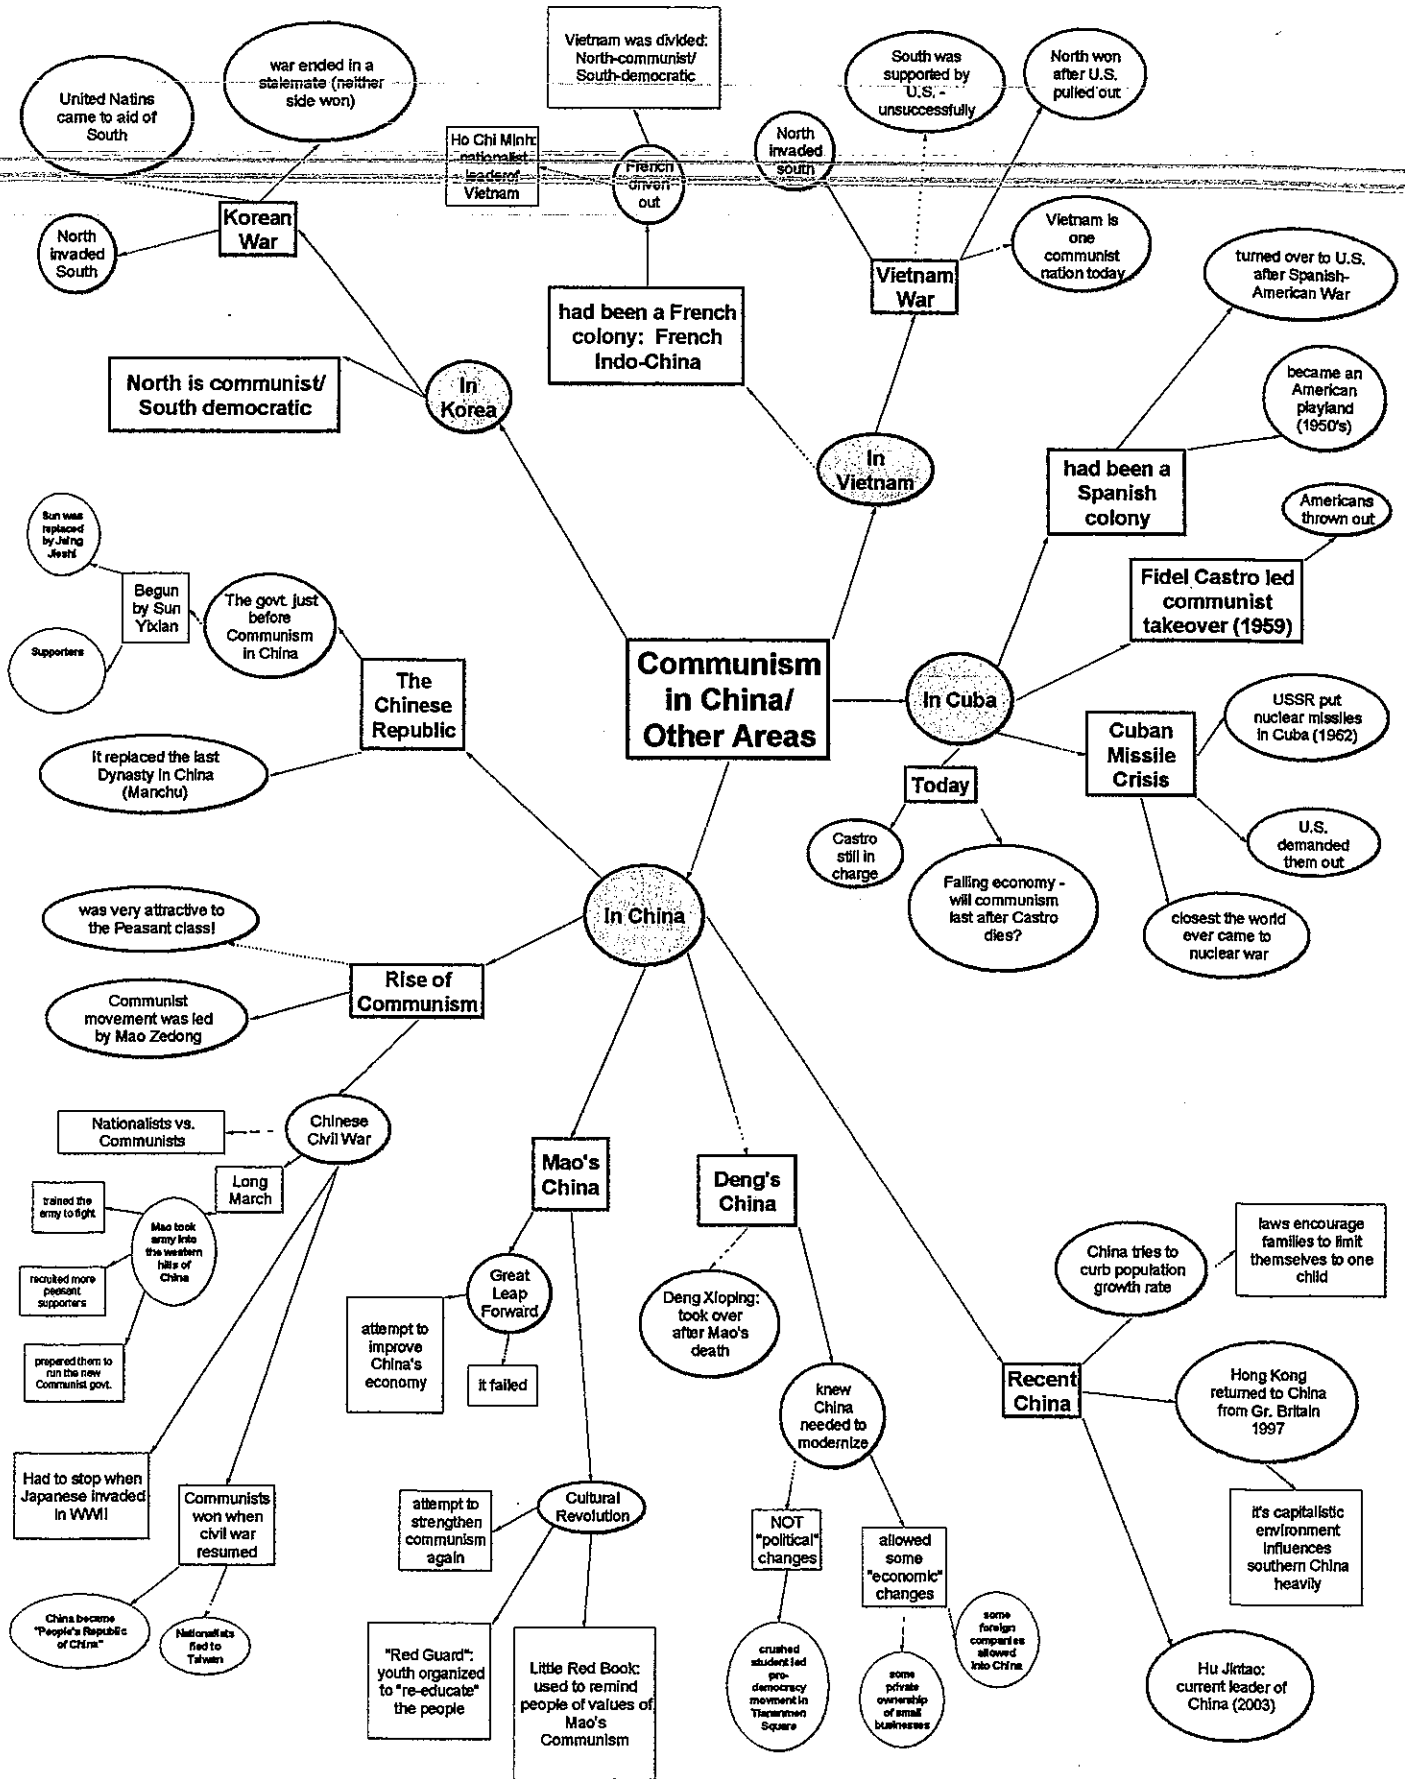 United Natins
came to aid of
South
war ended in a
stalemate (neither
side won)
North
invaded
South
Korean
War
North is communist/
South democratic
In
Korea
Vietnam was divided:
North-communist/
South-democratic
Ho Chi Minh:
nationalist
leaderof
Vietnam
French
driven
out
had been a French
colony: French
Indo-China
North
invaded
south
South was
supported by
U.S. -
unsuccessfully
North won
after U.S.
pulled out
Vietnam is
one
communist
nation today
Vietnam
War
In
Vietnam
turned over to U.S.
after Spanish-
American War
became an
American
playland
(1950's)
had been a
Spanish
colony
Americans
thrown out
Fidel Castro led
communist
takeover (1959)
In Cuba
Cuban
Missile
Crisis
USSR put
nuclear missiles
in Cuba (1962)
U.S.
demanded
them out
closest the world
ever came to
nuclear war
Today
Castro
still in
charge
Failing economy -
will communism
last after Castro
dies?
Communism
in China/
Other Areas
Sun was
replaced
by Jaing
Jieshi
Begun
by Sun
Yixian
Supporters
The govt. just
before
Communism
in China
The
Chinese
Republic
it replaced the last
Dynasty in China
(Manchu)
In China
was very attractive to
the Peasant class!
Communist
movement was led
by Mao Zedong
Rise of
Communism
Chinese
Civil War
Nationalists vs.
Communists
Long
March
Mao took
army into
the western
hills of
China
trained the
army to fight
recruited more
peasant
supporters
prepared them to
run the new
Communist govt.
Had to stop when
Japanese invaded
in WWII
Communists
won when
civil war
resumed
China became
"People's Republic
of China"
Nationalists
fled to
Taiwan
Mao's
China
Great
Leap
Forward
attempt to
improve
China's
economy
it failed
Cultural
Revolution
attempt to
strengthen
communism
again
"Red Guard":
youth organized
to "re-educate"
the people
Little Red Book:
used to remind
people of values of
Mao's
Communism
Deng's
China
Deng Xioping:
took over
after Mao's
death
knew
China
needed to
modernize
NOT
"political"
changes
crushed
student led
pro-
democracy
movment in
Tiananmen
Square
allowed
some
"economic"
changes
some
private
ownership
of small
businesses
some
foreign
companies
allowed
into China
Recent
China
China tries to
curb population
growth rate
laws encourage
families to limit
themselves to one
child
Hong Kong
returned to China
from Gr. Britain
1997
it's capitalistic
environment
influences
southern China
heavily
Hu Jintao:
current leader of
China (2003)